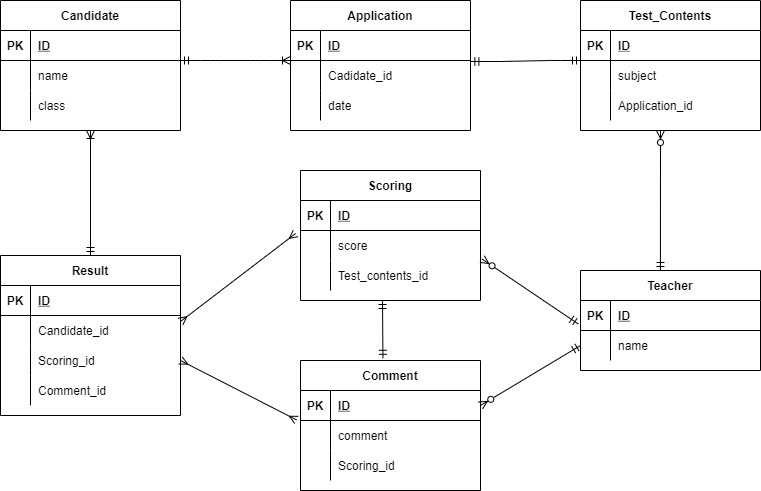 Candidate
PK ID
name
class
Application
PK ID
Cadidate_id
date
Test_Contents
PK ID
subject
Application_id
Scoring
PK ID
score
Test_contents_id
Result
PK ID
Candidate_id
Scoring_id
Comment_id
Teacher
PK ID
name
Comment
PK ID
comment
Scoring_id